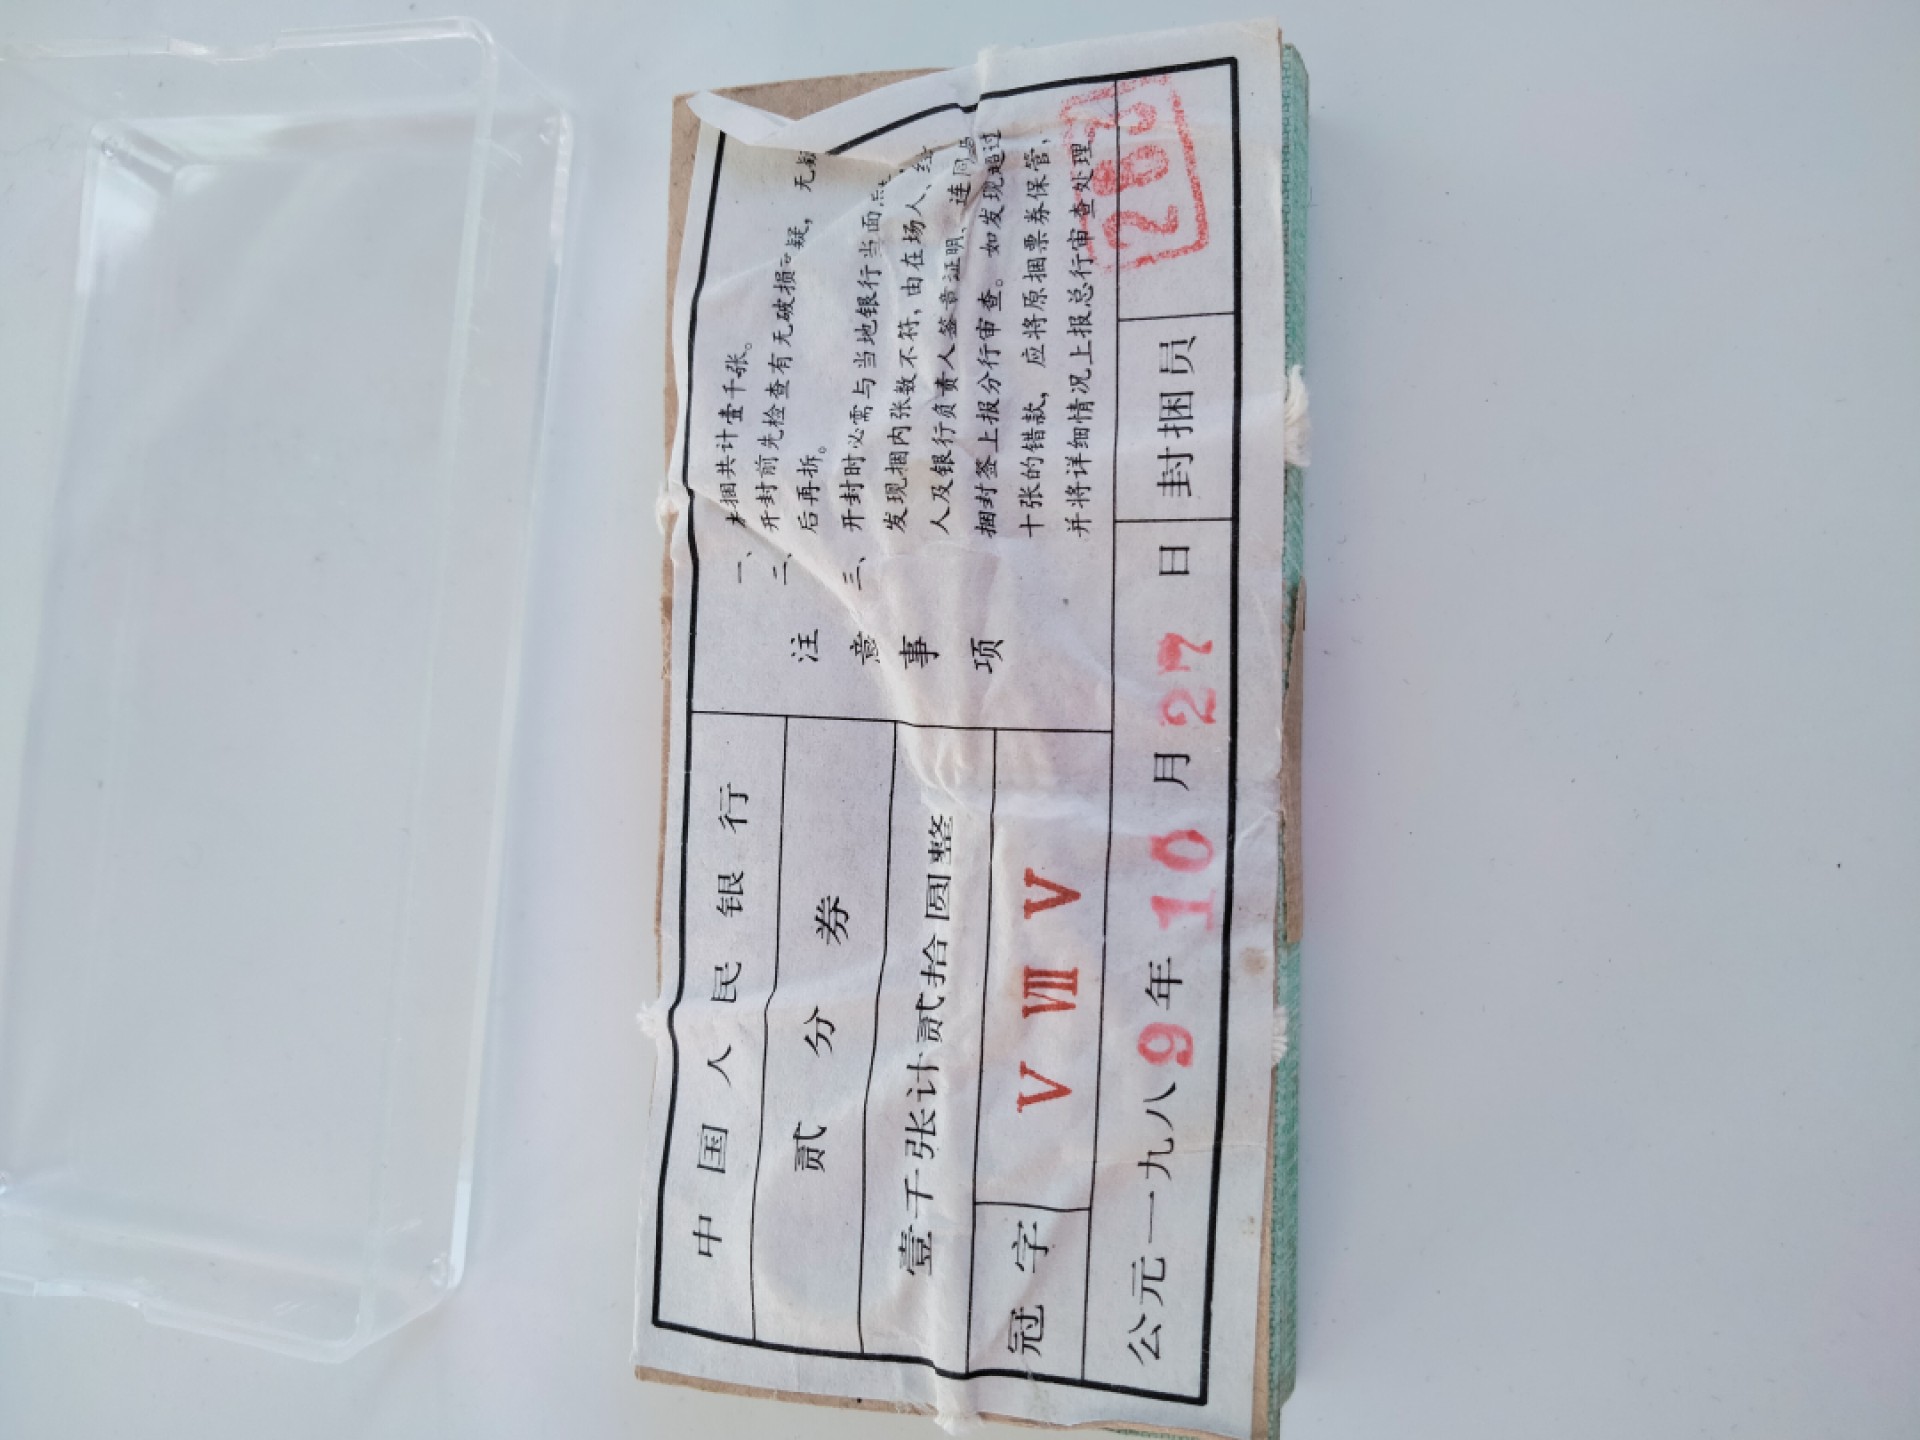 中国人民银行
贰分券
壹千张计贰拾圆整
冠字 V VII V
注意事项
一、本捆共计壹千张。
二、开封前先检查有无破损可疑，无疑
后再拆。
三、开封时必需与当地银行当面点
发现捆内张数不符，由在场人、经
人及银行负责人签章证明、连同
捆封签上报分行审查。如发现超过
十张的错款，应将原捆票券保管，
并将详细情况上报总行审查处理
公元一九八9年10月27日
封捆员